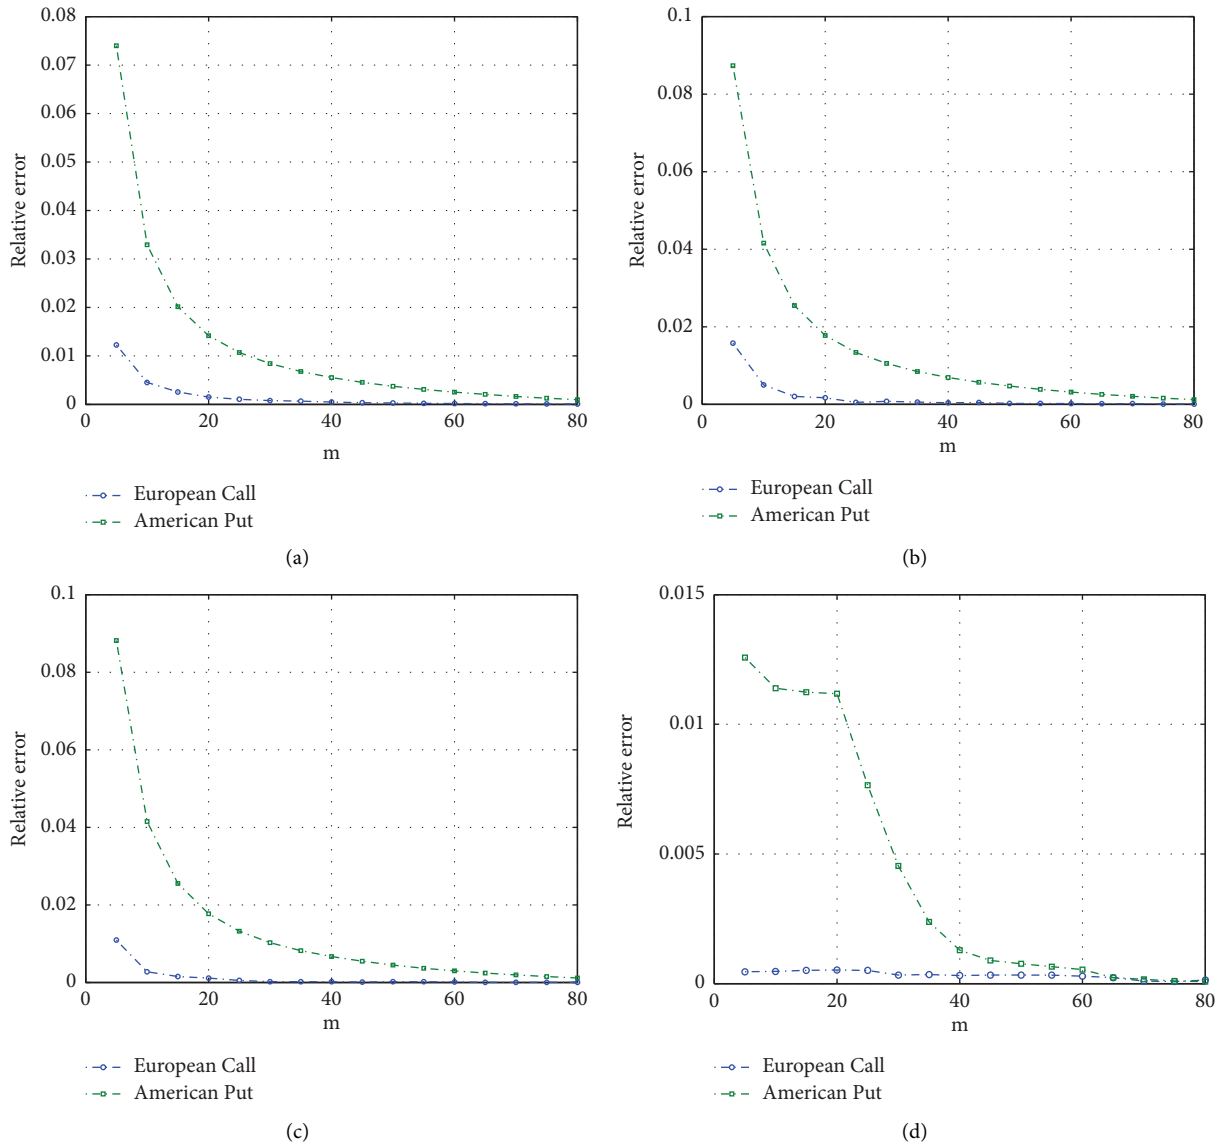 0.08
0.07
0.06
0.05
0.04
0.03
0.02
0.01
0
Relative error
0 20 40 60 80
m
European Call
American Put
(a)
0.1
0.08
0.06
0.04
0.02
0
Relative error
0 20 40 60 80
m
European Call
American Put
(b)
0.1
0.08
0.06
0.04
0.02
0
Relative error
0 20 40 60 80
m
European Call
American Put
(c)
0.015
0.01
0.005
0
Relative error
0 20 40 60 80
m
European Call
American Put
(d)